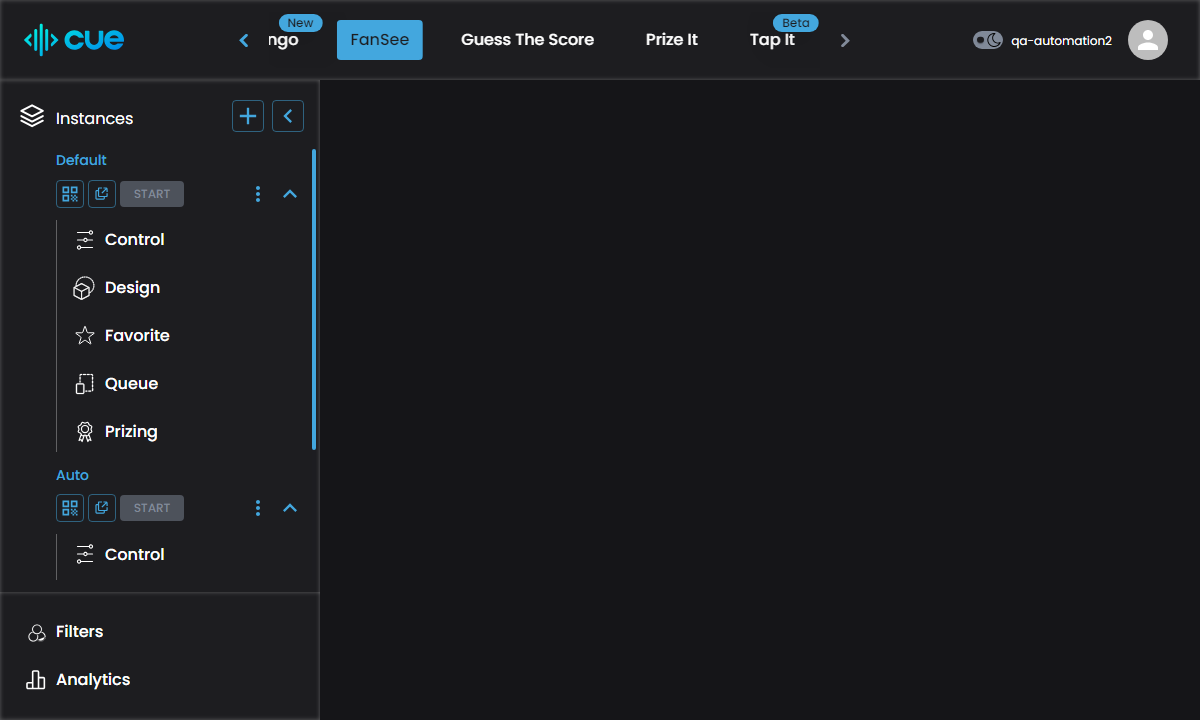 cue
New
ngo
FanSee
Guess The Score
Prize It
Beta
Tap It
qa-automation2
Instances
Default
START
Control
Design
Favorite
Queue
Prizing
Auto
START
Control
Filters
Analytics